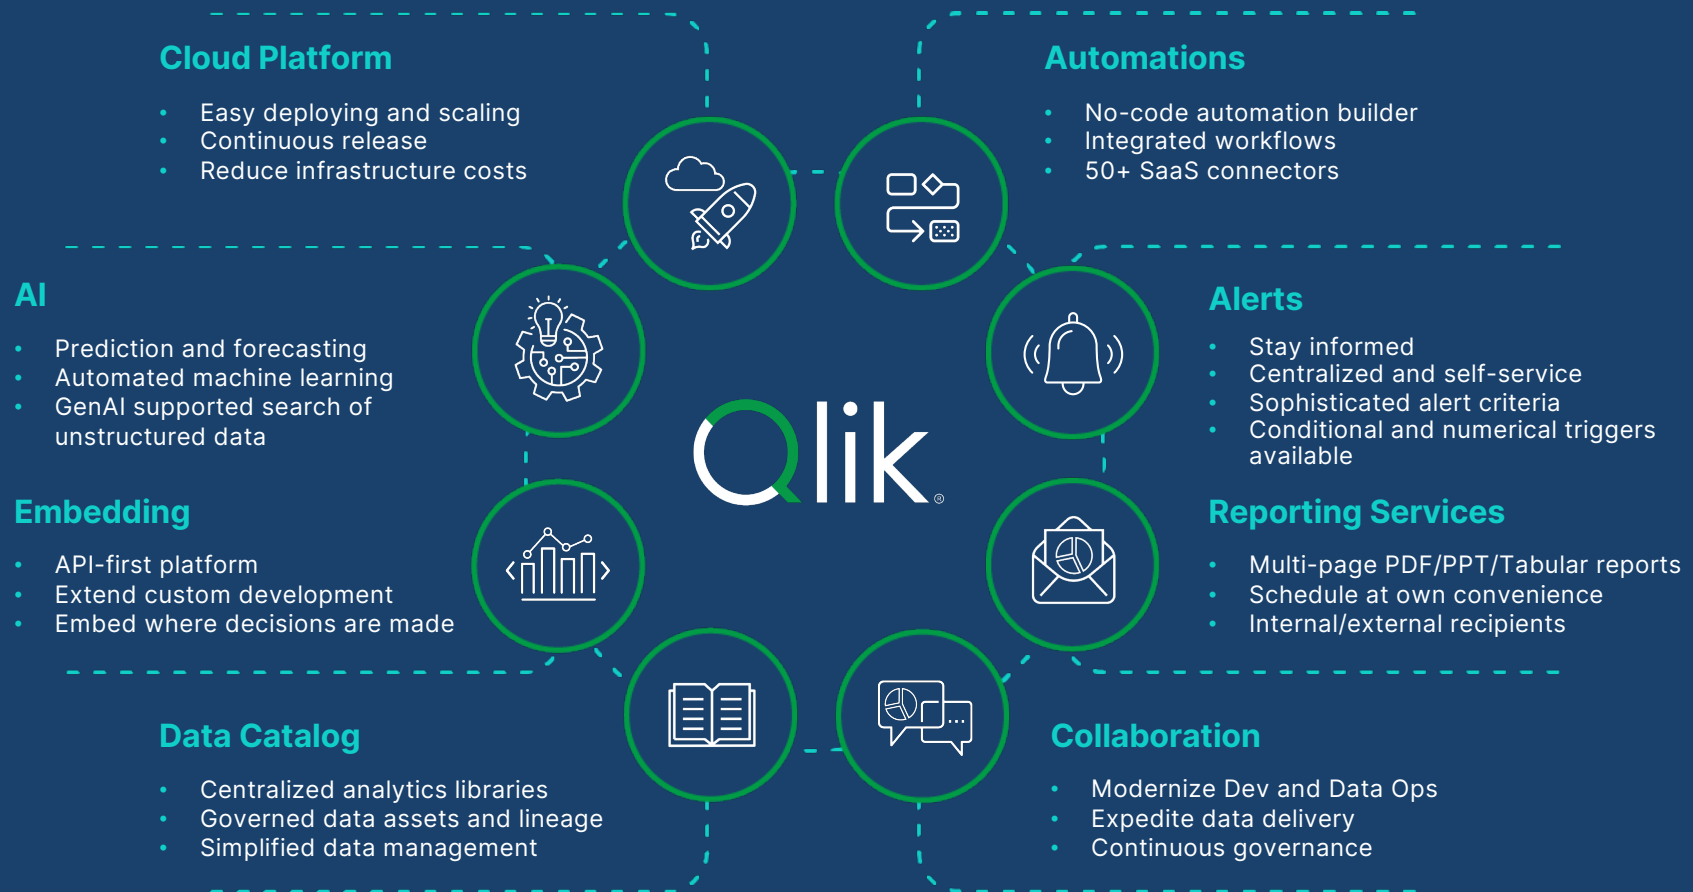 Cloud Platform
• Easy deploying and scaling
• Continuous release
• Reduce infrastructure costs
Automations
• No-code automation builder
• Integrated workflows
• 50+ SaaS connectors
AI
• Prediction and forecasting
• Automated machine learning
• GenAI supported search of
unstructured data
Alerts
• Stay informed
• Centralized and self-service
• Sophisticated alert criteria
• Conditional and numerical triggers
available
Qlik®
Embedding
• API-first platform
• Extend custom development
• Embed where decisions are made
Reporting Services
• Multi-page PDF/PPT/Tabular reports
• Schedule at own convenience
• Internal/external recipients
Data Catalog
• Centralized analytics libraries
• Governed data assets and lineage
• Simplified data management
Collaboration
• Modernize Dev and Data Ops
• Expedite data delivery
• Continuous governance